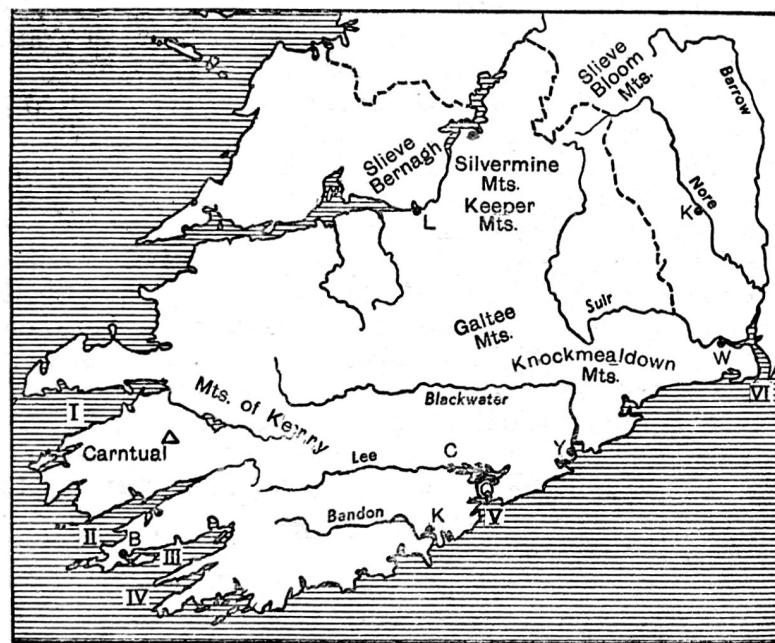 Slieve
Bloom
Mts.
Barrow
Slieve
Bernagh
Silvermine
Mts.
Keeper
Mts.
Nore
K
L
Suir
Galtee
Mts.
Knockmealdown
Mts.
W
VI
I
Mts. of Kerry
Blackwater
Carntual
Lee
C
Y
Bandon
K
V
II
B
III
IV